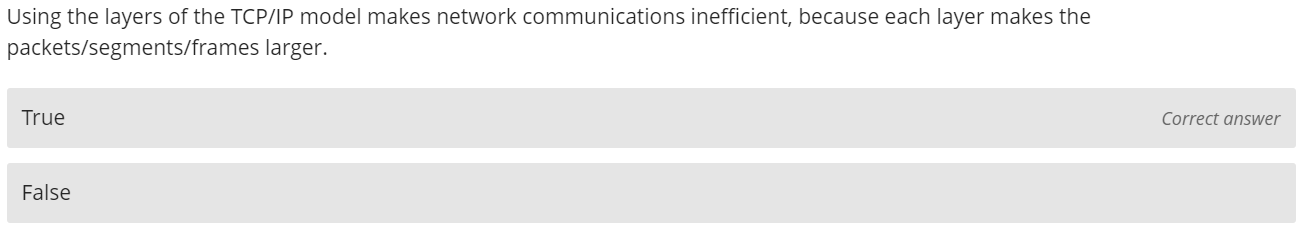 Using the layers of the TCP/IP model makes network communications inefficient, because each layer makes the
packets/segments/frames larger.
True
Correct answer
False